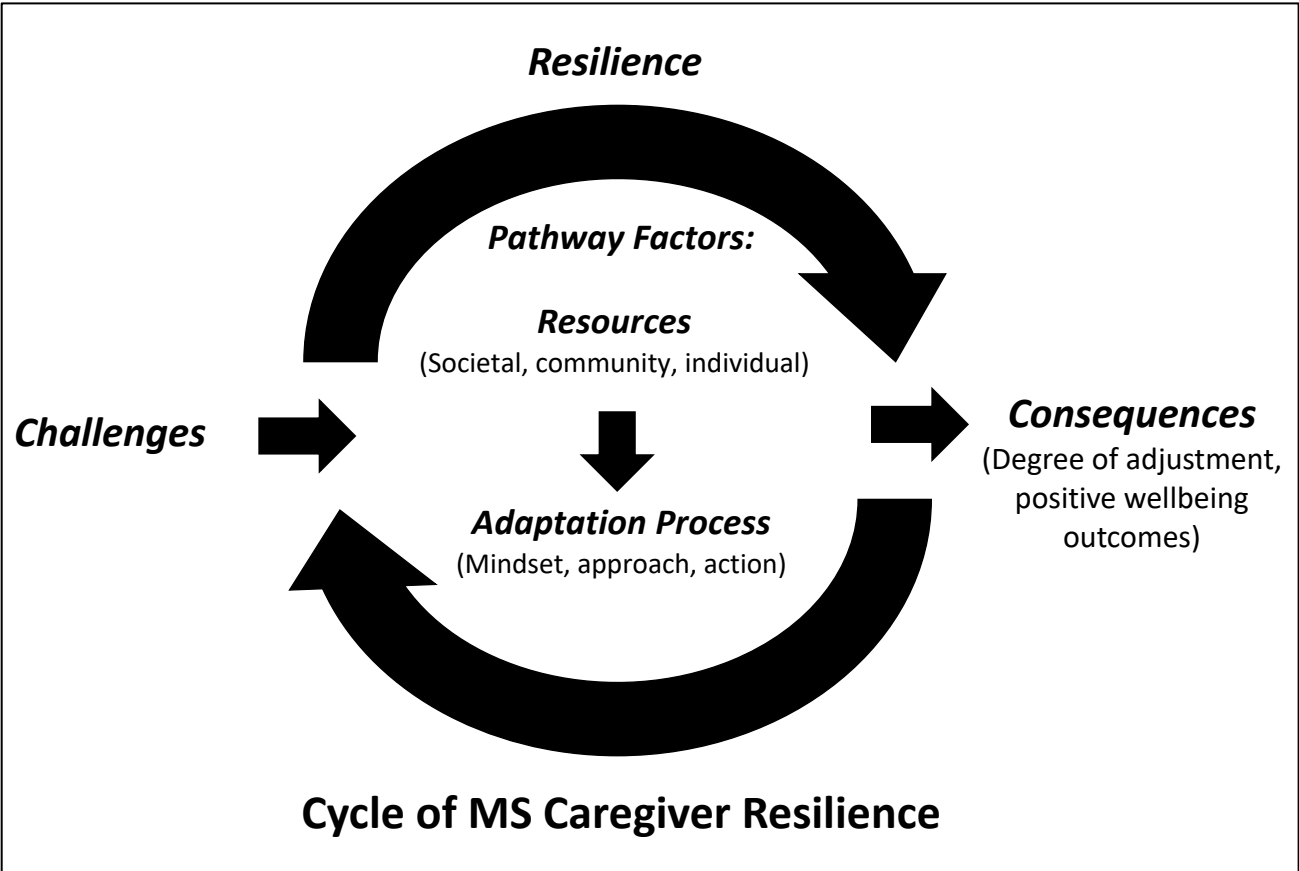 Resilience
Pathway Factors:
Resources
(Societal, community, individual)
Challenges
Consequences
(Degree of adjustment,
positive wellbeing
outcomes)
Adaptation Process
(Mindset, approach, action)
Cycle of MS Caregiver Resilience